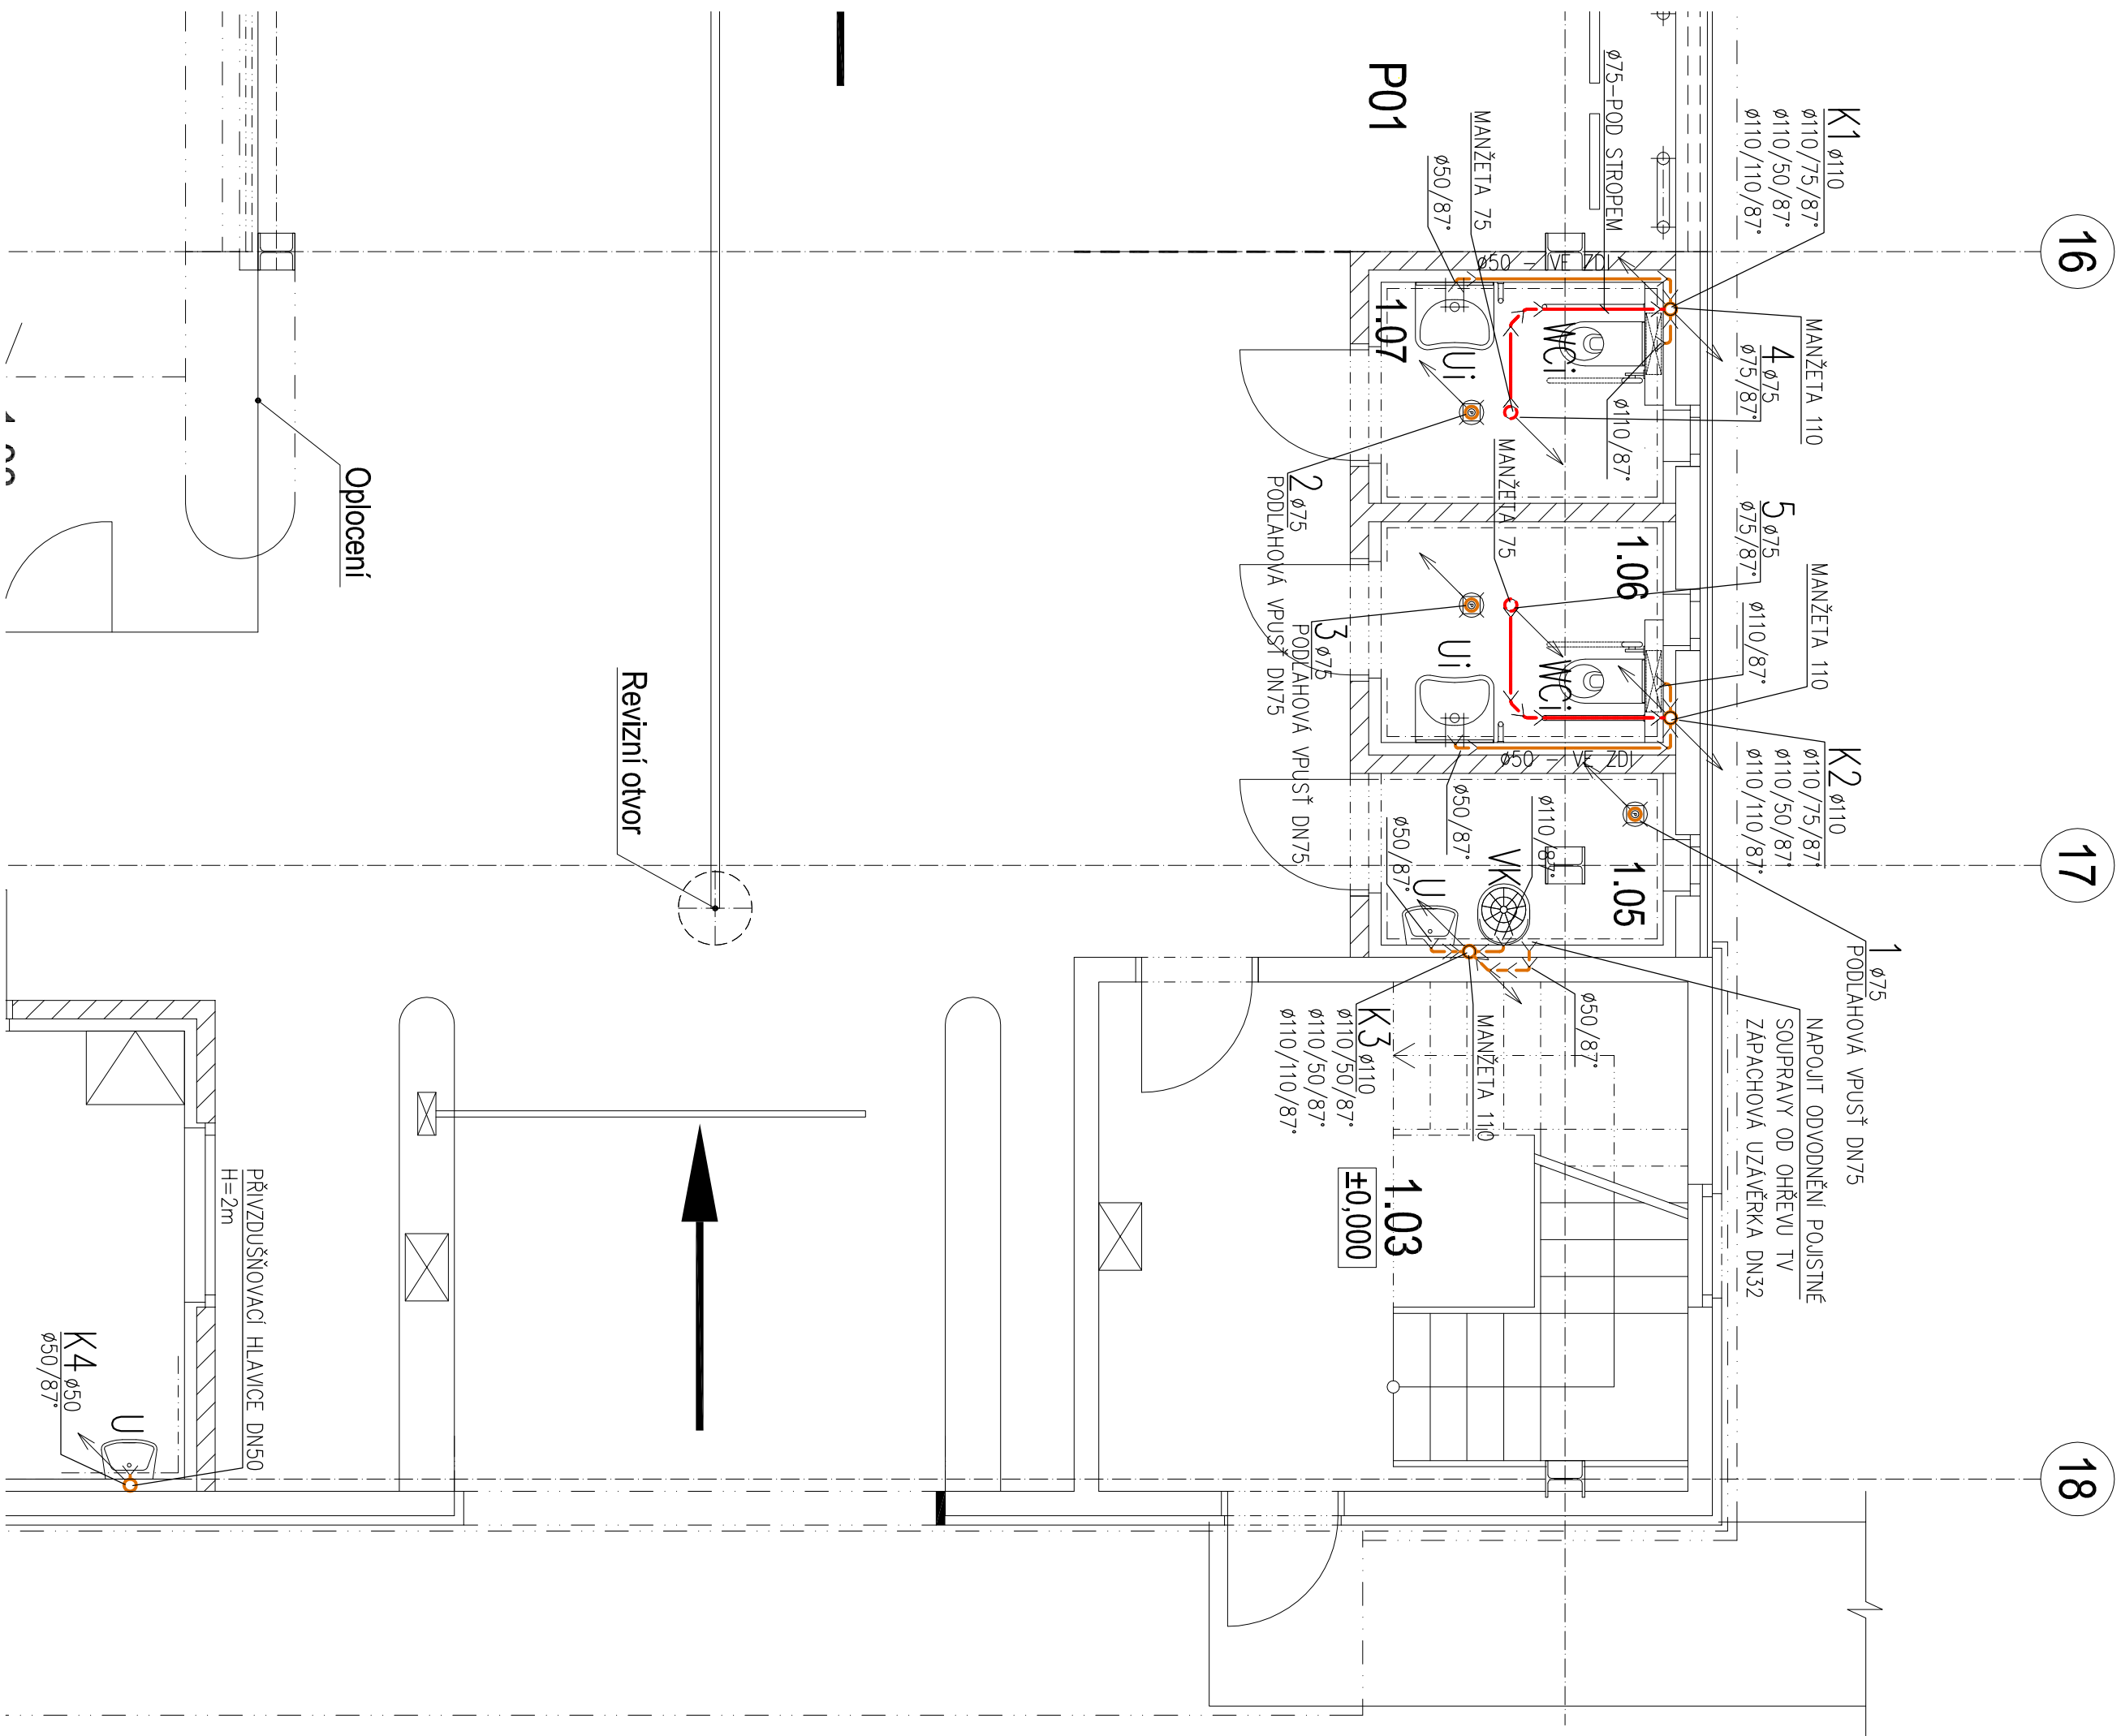 16
17
18
K1 ø110
ø110/75/87°
ø110/50/87°
ø110/110/87°
ø75-POD STROPEM
P01
MANŽETA 75
ø50/87°
ø50 - VE ZDI
1.07
Ui
WCi
MANŽETA 110
4 ø75
ø75/87°
ø110/87°
2 ø75
PODLAHOVÁ VPUSŤ DN75
MANŽETA 75
5 ø75
ø75/87°
1.06
MANŽETA 110
ø110/87°
3 ø75
PODLAHOVÁ VPUSŤ DN75
Ui
WCi
ø50 - VE ZDI
K2 ø110
ø110/75/87°
ø110/50/87°
ø110/110/87°
ø50/87°
ø110/87°
ø50/87°
VK
U
1.05
1 ø75
PODLAHOVÁ VPUSŤ DN75
NAPOJIT ODVODNĚNÍ POJISTNÉ
SOUPRAVY OD OHŘEVU TV
ZÁPACHOVÁ UZÁVĚRKA DN32
ø50/87°
MANŽETA 110
K3 ø110
ø110/50/87°
ø110/50/87°
ø110/110/87°
1.03
±0,000
Oplocení
Revizní otvor
PŘIVZDUŠŇOVACÍ HLAVICE DN50
H=2m
K4 ø50
ø50/87°
U